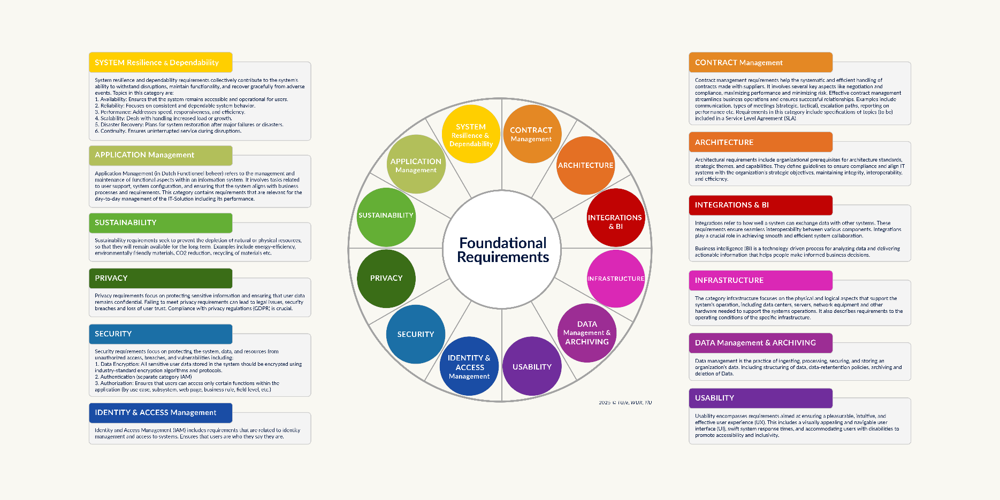 SYSTEM Resilience & Dependability
System resilience and dependability requirements collectively contribute to the system's
ability to withstand disruptions, maintain functionality, and recover gracefully from adverse
events. Topics in this category are:
1. Availability: Ensures that the system remains accessible and operational for users.
2. Reliability: Focuses on consistent and dependable system behavior.
3. Performance: Addresses speed, responsiveness, and efficiency.
4. Scalability: Deals with handling increased load or growth.
5. Disaster Recovery: Plans for system restoration after major failures or disasters.
6. Continuity: Ensures uninterrupted service during disruptions.
APPLICATION Management
Application Management (in Dutch Functioneel beheer) refers to the management and
maintenance of functional aspects within an information system. It involves tasks related
to user support, system configuration, and ensuring that the system aligns with business
processes and requirements. This category contains requirements that are relevant for the
day-to-day management of the IT-Solution including its performance.
SUSTAINABILITY
Sustainability requirements seek to prevent the depletion of natural or physical resources,
so that they will remain available for the long term. Examples include energy-efficiency,
environmentally friendly materials, CO2 reduction, recycling of materials etc.
PRIVACY
Privacy requirements focus on protecting sensitive information and ensuring that user data
remains confidential. Failing to meet privacy requirements can lead to legal issues, security
breaches and loss of user trust. Compliance with privacy regulations (GDPR) is crucial.
SECURITY
Security requirements focus on protecting the system, data, and resources from
unauthorized access, breaches, and vulnerabilities including:
1. Data Encryption: All sensitive user data stored in the system should be encrypted using
industry-standard encryption algorithms and protocols.
2. Authentication (separate category IAM)
3. Authorization: Ensures that users can access only certain functions within the
application (by use case, subsystem, web page, business rule, field level, etc.)
IDENTITY & ACCESS Management
Identity and Access Management (IAM) includes requirements that are related to identity
management and access to systems. Ensures that users are who they say they are.
SYSTEM
Resilience &
Dependability
CONTRACT
Management
APPLICATION
Management
ARCHITECTURE
SUSTAINABILITY
INTEGRATIONS
& BI
Foundational
Requirements
PRIVACY
INFRASTRUCTURE
SECURITY
DATA
Management &
ARCHIVING
IDENTITY &
ACCESS
Management
USABILITY
2025 © TU/e, WUR, TiU
CONTRACT Management
Contract management requirements help the systematic and efficient handling of
contracts made with suppliers. It involves several key aspects like negotiation and
compliance, maximizing performance and minimizing risk. Effective contract management
streamlines business operations and ensures successful relationships. Examples include
communication, types of meetings (strategic, tactical), escalation paths, reporting on
performance etc. Requirements in this category include specifications of topics (to be)
included in a Service Level Agreement (SLA).
ARCHITECTURE
Architectural requirements include organizational prerequisites for architecture standards,
strategic themes, and capabilities. They define guidelines to ensure compliance and align IT
systems with the organization's strategic objectives, maintaining integrity, interoperability,
and efficiency.
INTEGRATIONS & BI
Integrations refer to how well a system can exchange data with other systems. These
requirements ensure seamless interoperability between various components. Integrations
play a crucial role in achieving smooth and efficient system collaboration.
Business intelligence (BI) is a technology-driven process for analyzing data and delivering
actionable information that helps people make informed business decisions.
INFRASTRUCTURE
The category infrastructure focuses on the physical and logical aspects that support the
system's operation, including data centers, servers, network equipment and other
hardware needed to support the systems operations. It also describes requirements to the
operating conditions of the specific infrastructure.
DATA Management & ARCHIVING
Data management is the practice of ingesting, processing, securing, and storing an
organization's data. Including structuring of data, data-retentention policies, archiving and
deletion of Data.
USABILITY
Usability encompasses requirements aimed at ensuring a pleasurable, intuitive, and
effective user experience (UX). This includes a visually appealing and navigable user
interface (UI), swift system response times, and accommodating users with disabilities to
promote accessibility and inclusivity.